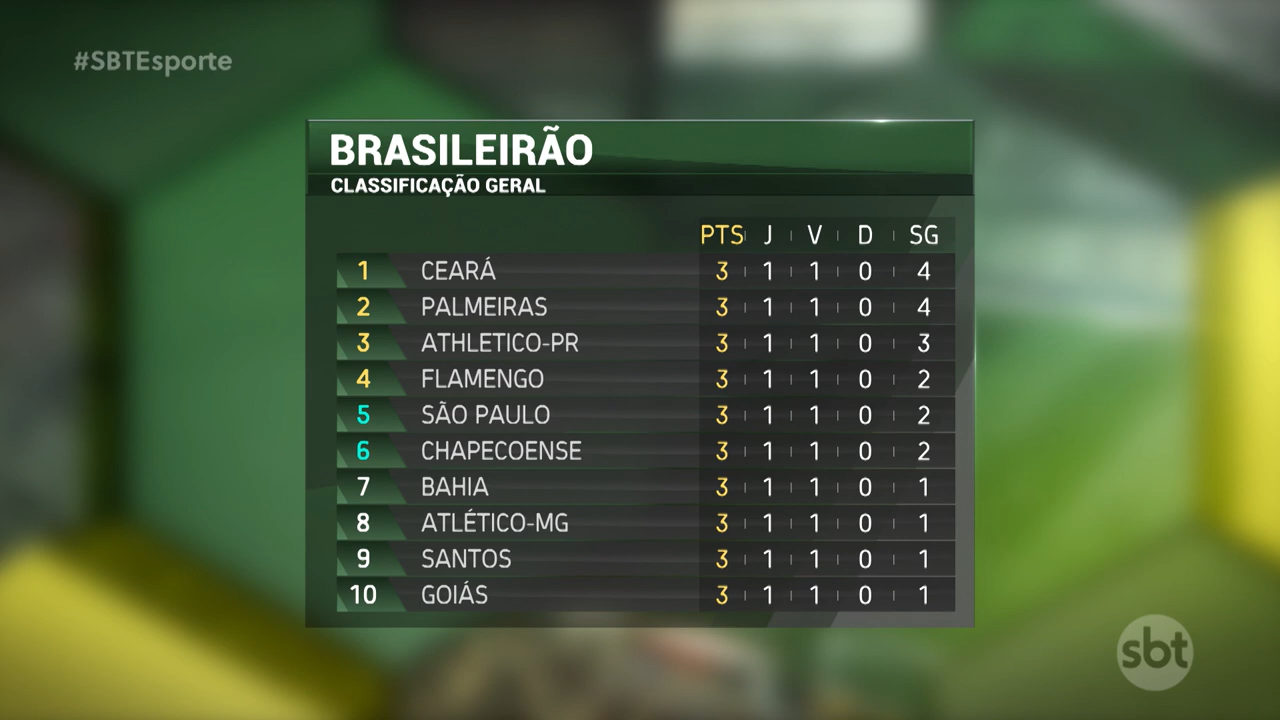 #SBTEsporte
BRASILEIRÃO
CLASSIFICAÇÃO GERAL
PTS J V D SG
1 CEARÁ 3 1 1 0 4
2 PALMEIRAS 3 1 1 0 4
3 ATHLETICO-PR 3 1 1 0 3
4 FLAMENGO 3 1 1 0 2
5 SÃO PAULO 3 1 1 0 2
6 CHAPECOENSE 3 1 1 0 2
7 BAHIA 3 1 1 0 1
8 ATLÉTICO-MG 3 1 1 0 1
9 SANTOS 3 1 1 0 1
10 GOIÁS 3 1 1 0 1
sbt